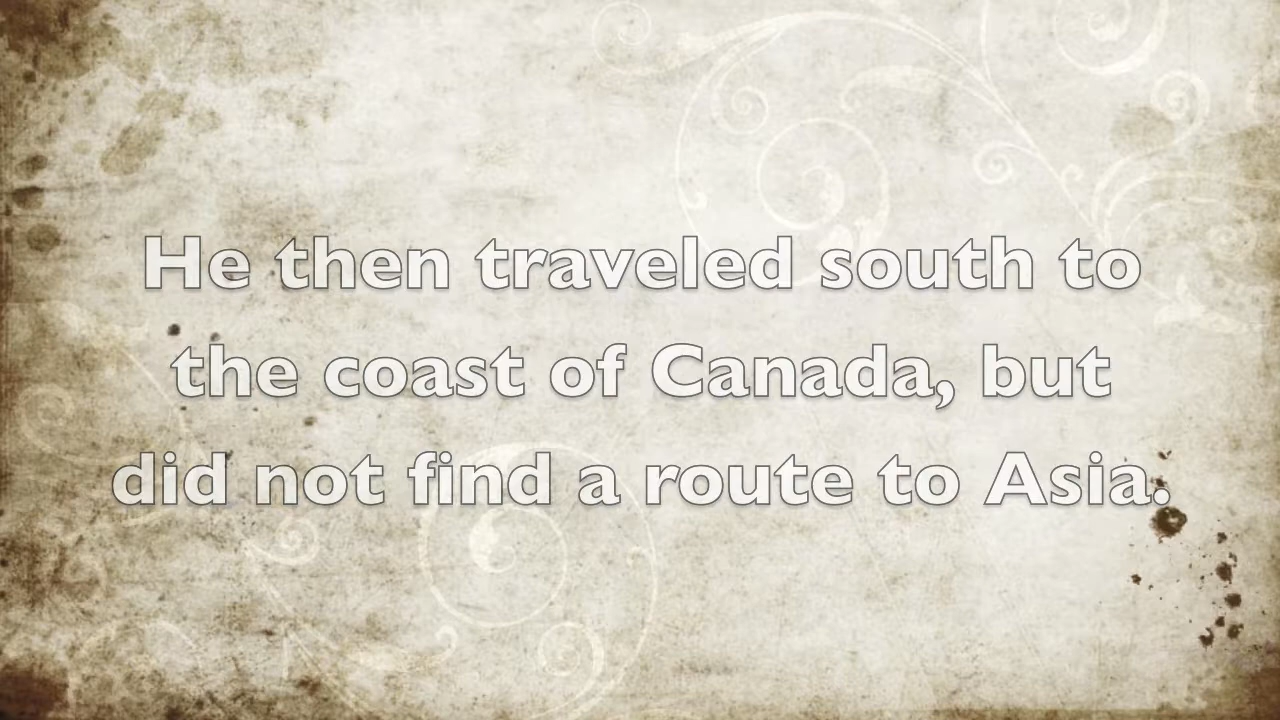 He then traveled south to
the coast of Canada, but
did not find a route to Asia.